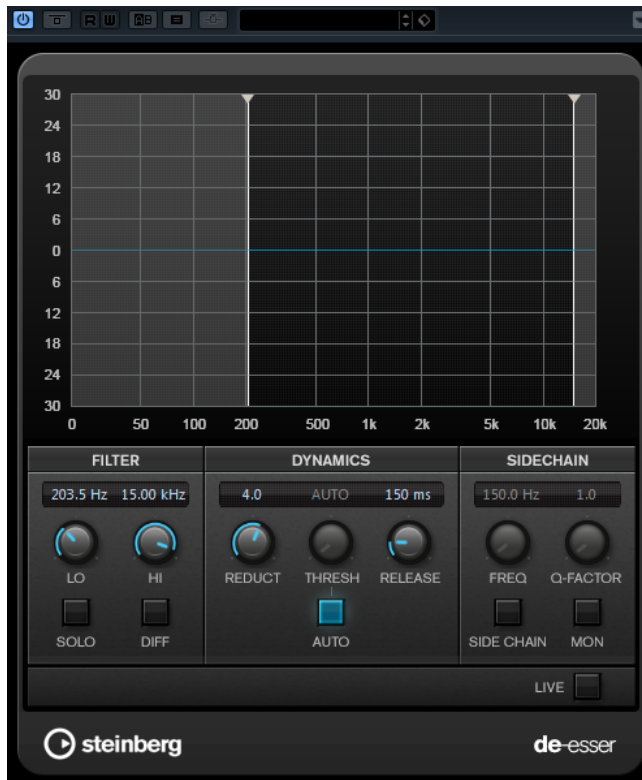 R W AB
30
24
18
12
6
0
6
12
18
24
30
0 50 100 200 500 1k 2k 5k 10k 20k
FILTER DYNAMICS SIDECHAIN
203.5 Hz 15.00 kHz 4.0 AUTO 150 ms 150.0 Hz 1.0
LO HI REDUCT THRESH RELEASE FREQ Q-FACTOR
SOLO DIFF AUTO SIDE CHAIN MON
LIVE
steinberg de-esser